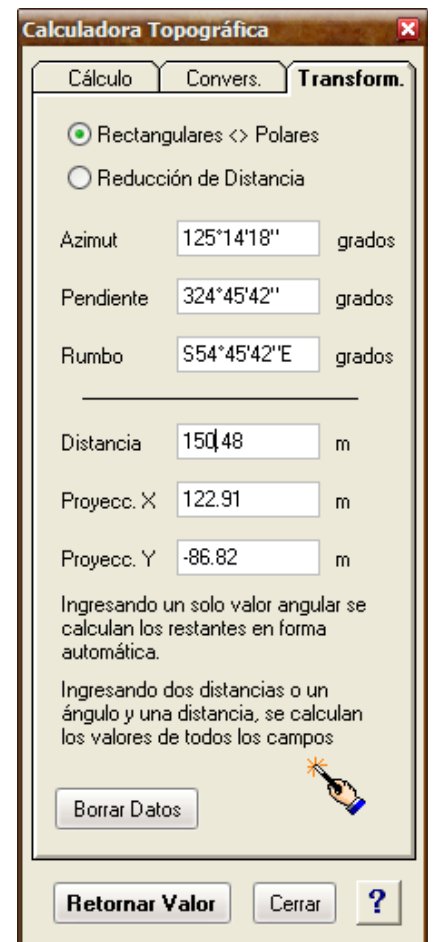 Calculadora Topográfica
Cálculo Convers. Transform.
Rectangulares <> Polares
Reducción de Distancia
Azimut 125°14'18'' grados
Pendiente 324°45'42'' grados
Rumbo S54°45'42''E grados
Distancia 150.48 m
Proyecc. X 122.91 m
Proyecc. Y -86.82 m
Ingresando un solo valor angular se
calculan los restantes en forma
automática.
Ingresando dos distancias o un
ángulo y una distancia, se calculan
los valores de todos los campos
Borrar Datos
Retornar Valor Cerrar ?